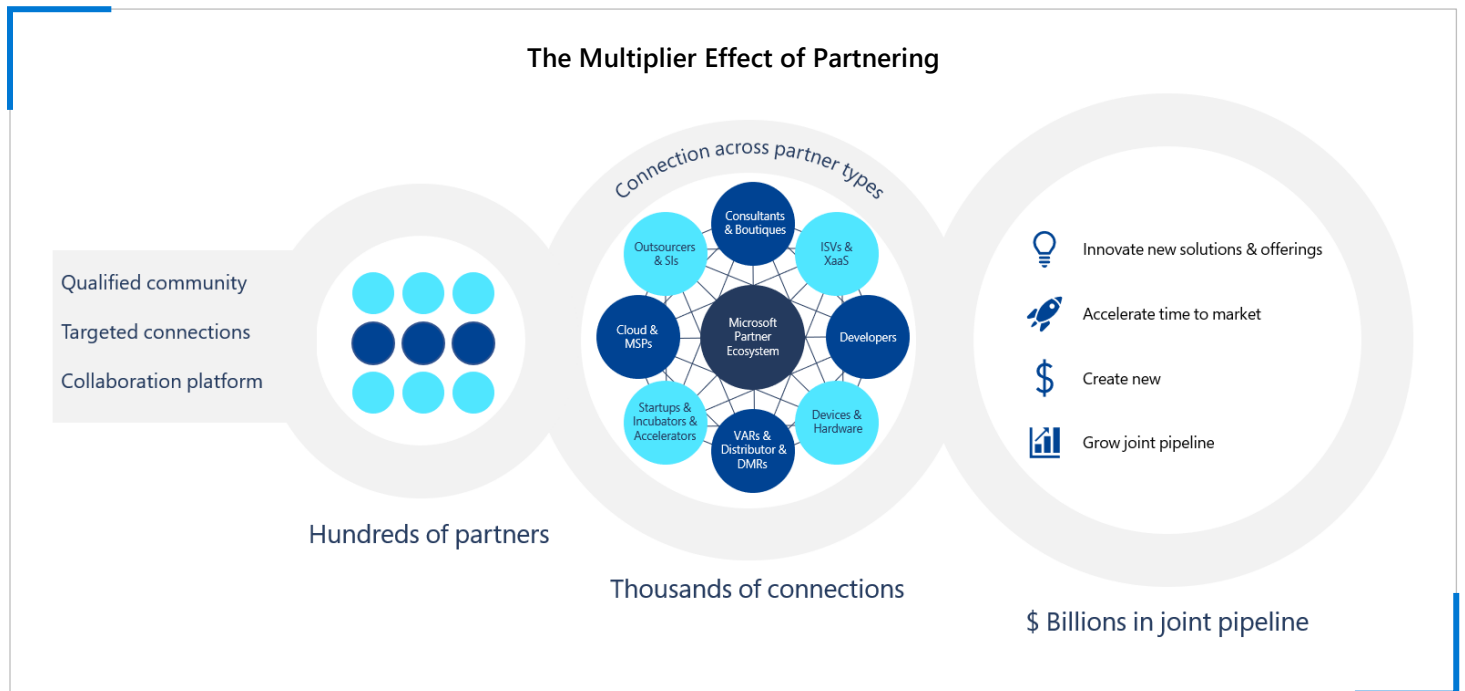 The Multiplier Effect of Partnering
Qualified community
Targeted connections
Collaboration platform
Hundreds of partners
Connection across partner types
Consultants
& Boutiques
Outsourcers
& SIs
ISVs &
XaaS
Cloud &
MSPs
Microsoft
Partner
Ecosystem
Developers
Startups &
Incubators &
Accelerators
VARs &
Distributor &
DMRs
Devices &
Hardware
Thousands of connections
Innovate new solutions & offerings
Accelerate time to market
$
Create new
Grow joint pipeline
$ Billions in joint pipeline